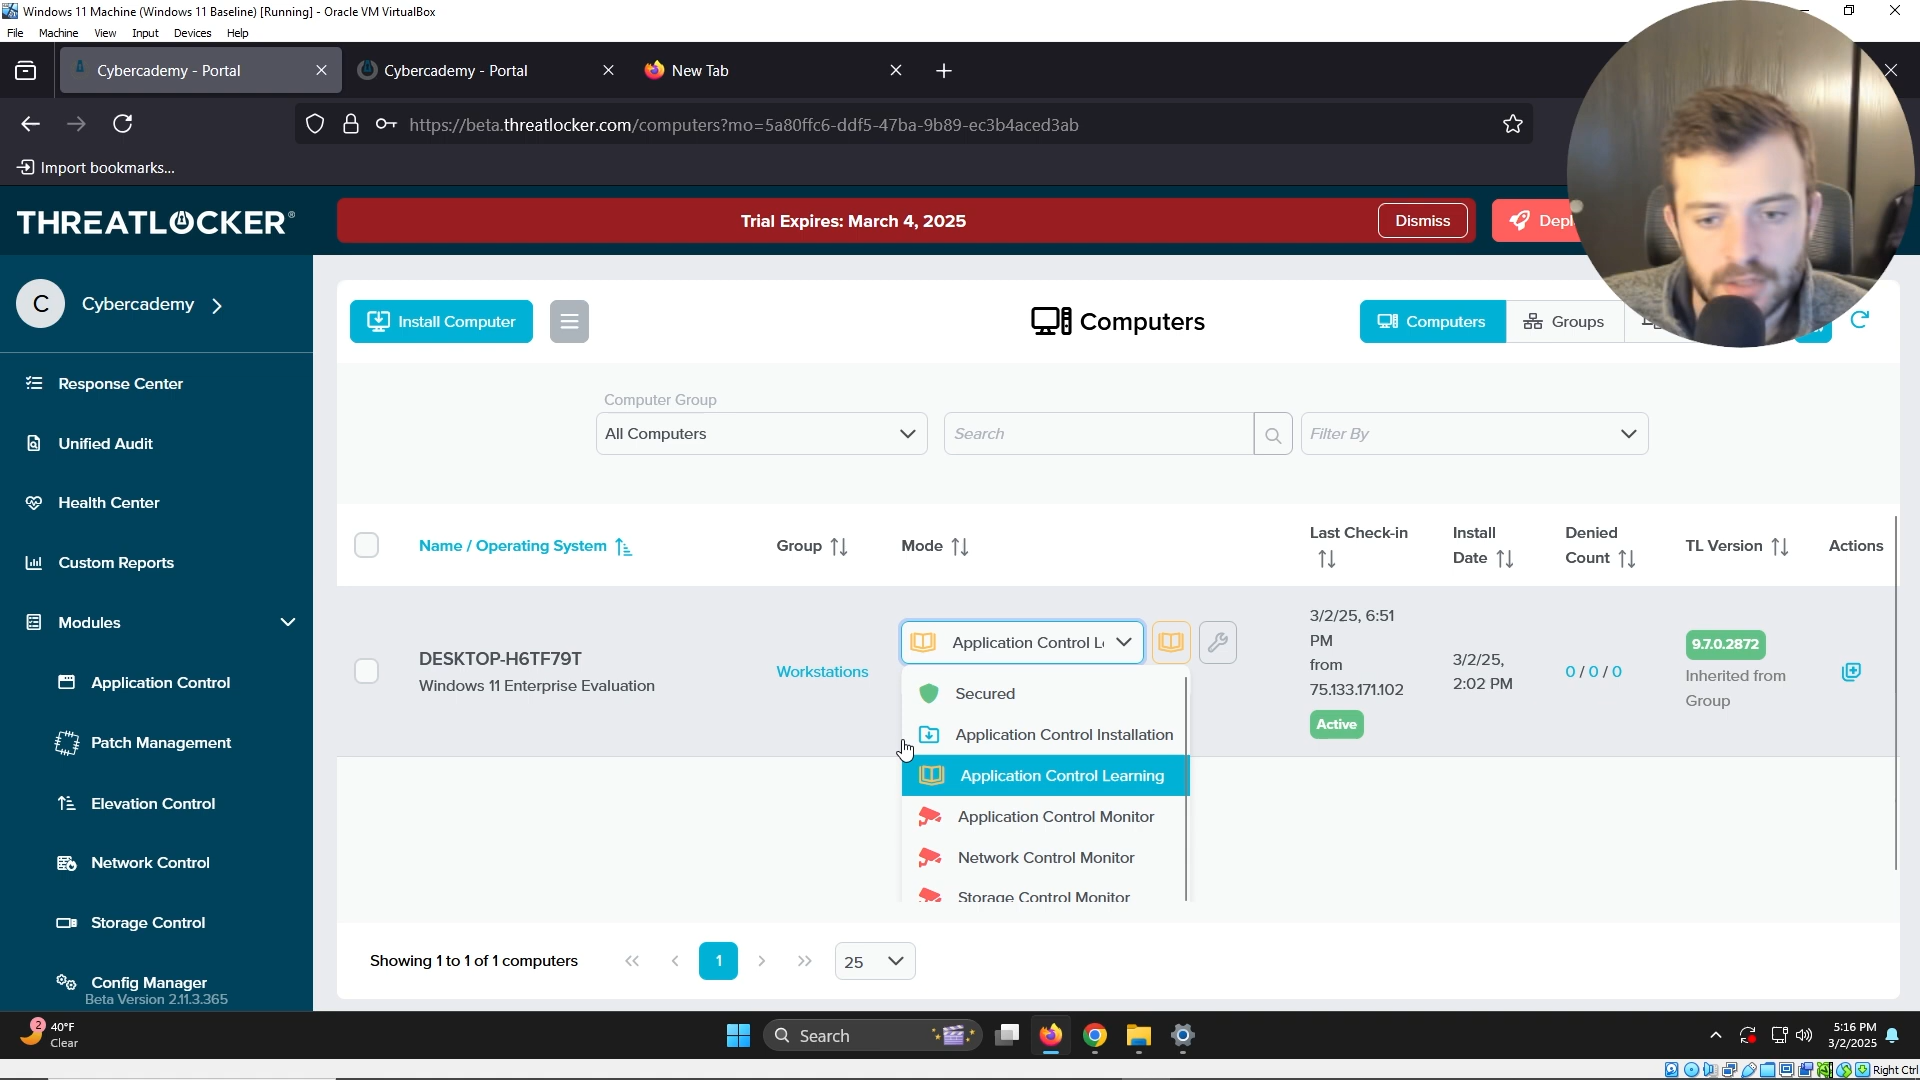 Windows 11 Machine (Windows 11 Baseline) [Running] - Oracle VM VirtualBox
File Machine View Input Devices Help
Cybercademy - Portal
Cybercademy - Portal
New Tab
https://beta.threatlocker.com/computers?mo=5a80ffc6-ddf5-47ba-9b89-ec3b4aced3ab
Import bookmarks...
THREATLOCKER®
Trial Expires: March 4, 2025
Dismiss
C
Cybercademy
Install Computer
Computers
Computers
Groups
Response Center
Unified Audit
Health Center
Custom Reports
Modules
Application Control
Patch Management
Elevation Control
Network Control
Storage Control
Config Manager
Beta Version 2.11.3.365
Computer Group
All Computers
Search
Filter By
Name / Operating System
Group
Mode
Last Check-in
Install Date
Denied Count
TL Version
Actions
DESKTOP-H6TF79T
Windows 11 Enterprise Evaluation
Workstations
Application Control Le
Secured
Application Control Installation
Application Control Learning
Application Control Monitor
Network Control Monitor
Storage Control Monitor
3/2/25, 6:51
PM
from
75.133.171.102
Active
3/2/25,
2:02 PM
0 / 0 / 0
9.7.0.2872
Inherited from
Group
Showing 1 to 1 of 1 computers
1
25
2
40°F
Clear
Search
5:16 PM
3/2/2025
Right Ctrl